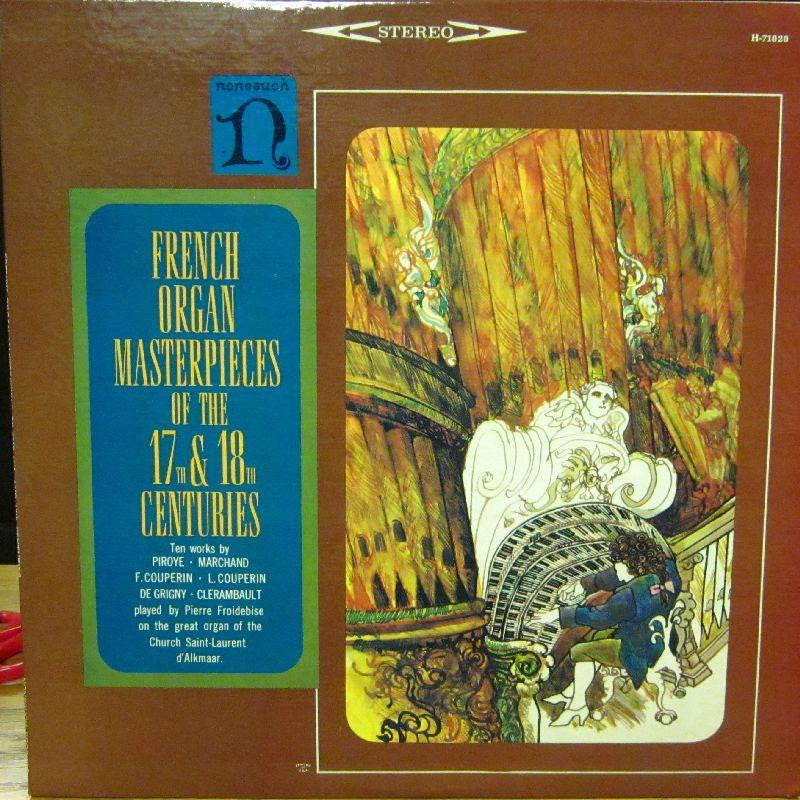 STEREO
H-71020
nonesuch
n
FRENCH
ORGAN
MASTERPIECES
OF THE
17TH & 18TH
CENTURIES
Ten works by
PIROYE · MARCHAND
F. COUPERIN · L. COUPERIN
DE GRIGNY · CLERAMBAULT
played by Pierre Froidebise
on the great organ of the
Church Saint-Laurent
d'Alkmaar.